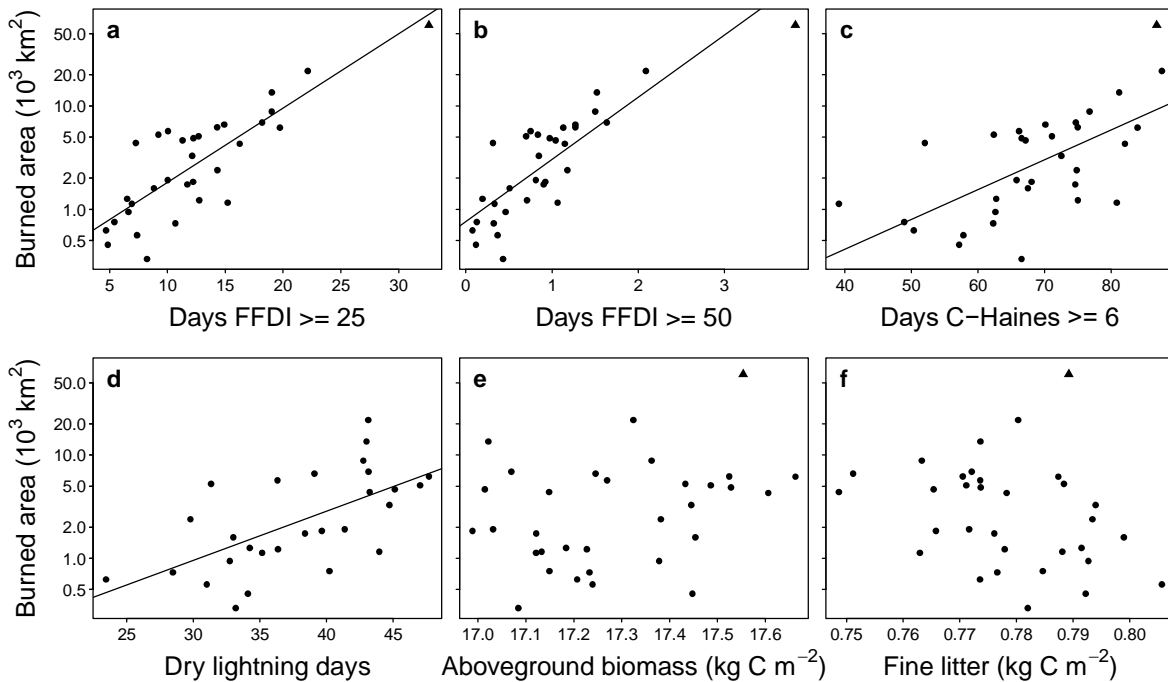 a
b
c
Burned area (10³ km²)
50.0
20.0
10.0
5.0
2.0
1.0
0.5
5 10 15 20 25 30
0 1 2 3
40 50 60 70 80
Days FFDI >= 25
Days FFDI >= 50
Days C−Haines >= 6
d
e
f
Burned area (10³ km²)
50.0
20.0
10.0
5.0
2.0
1.0
0.5
25 30 35 40 45
17.0 17.1 17.2 17.3 17.4 17.5 17.6
0.75 0.76 0.77 0.78 0.79 0.80
Dry lightning days
Aboveground biomass (kg C m⁻²)
Fine litter (kg C m⁻²)